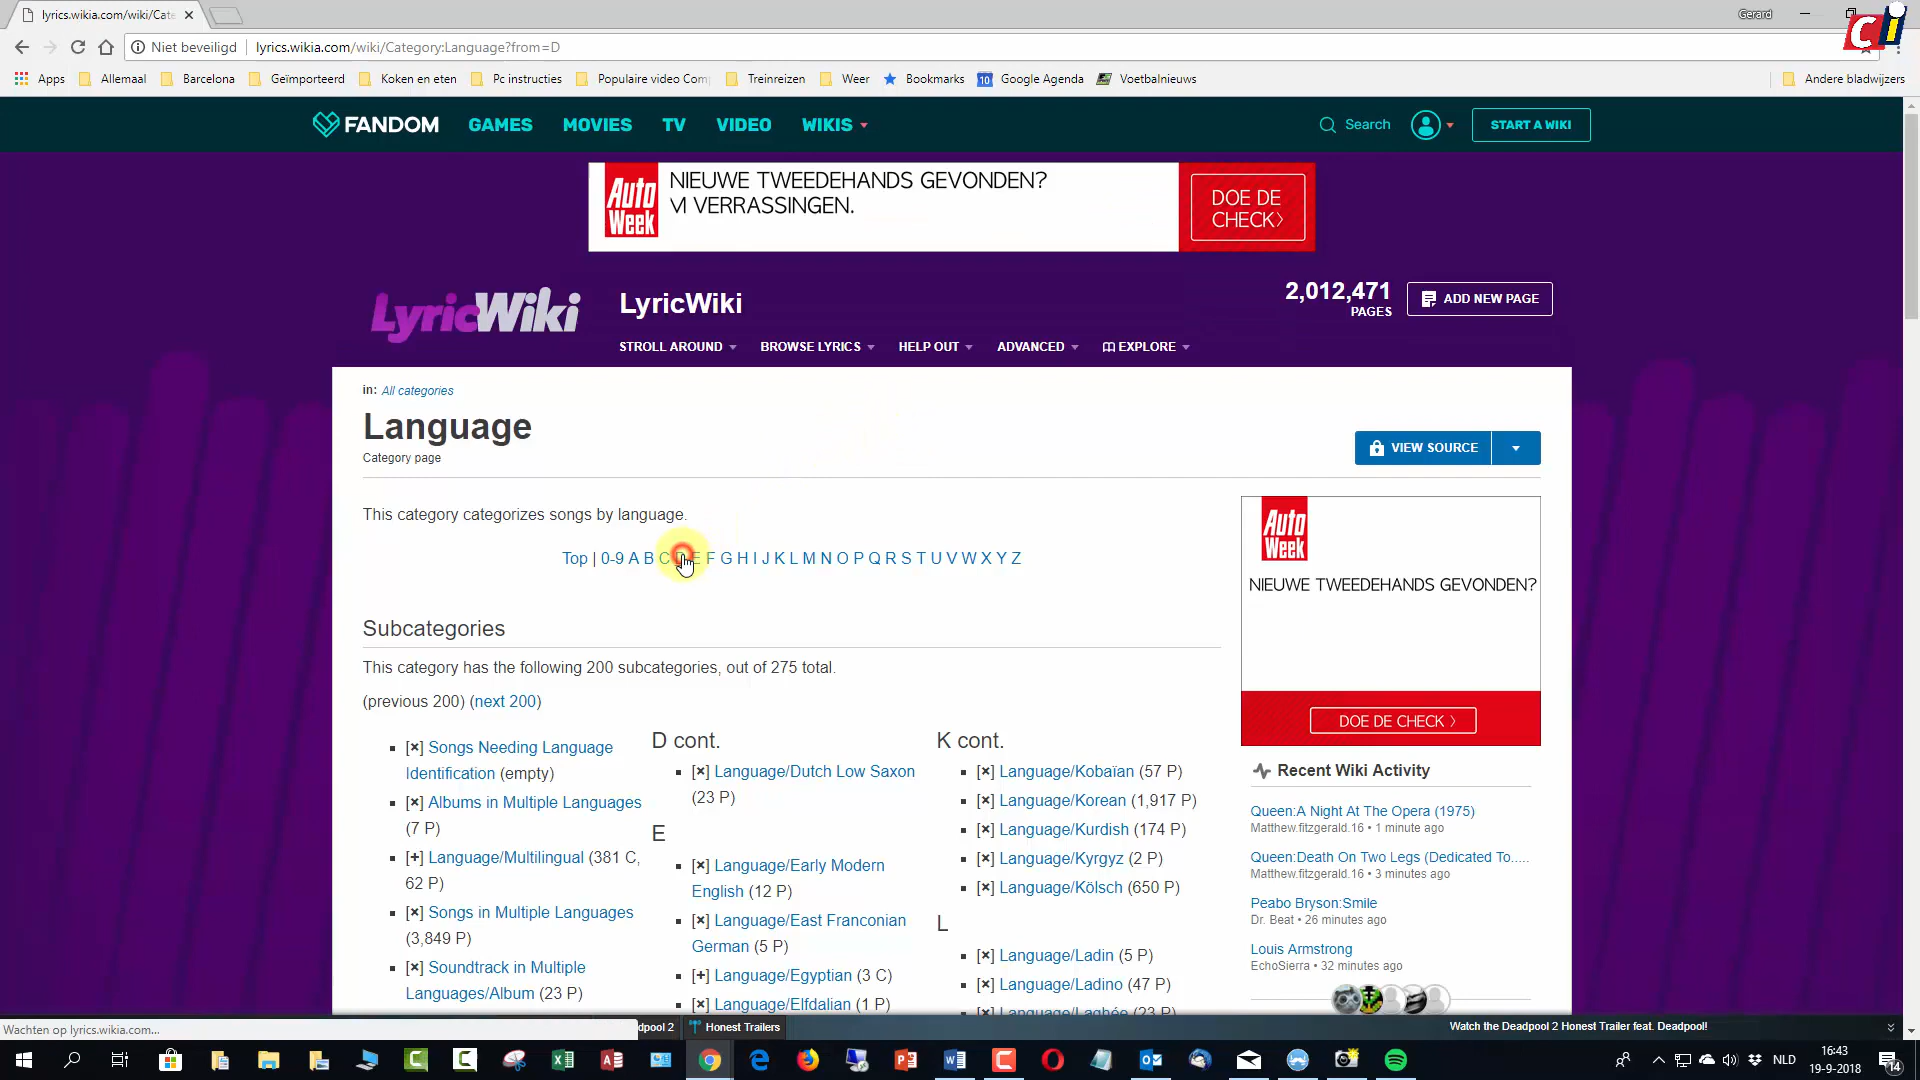 lyrics.wikia.com/wiki/Cate
Gerard
Ci
Niet beveiligd
lyrics.wikia.com/wiki/Category:Language?from=D
Apps
Allemaal
Barcelona
Geïmporteerd
Koken en eten
Pc instructies
Populaire video Com
Treinreizen
Weer
Bookmarks
10 Google Agenda
Voetbalnieuws
Andere bladwijzers
FANDOM
GAMES
MOVIES
TV
VIDEO
WIKIS
Search
START A WIKI
Auto Week
NIEUWE TWEEDEHANDS GEVONDEN?
VERRASSINGEN.
DOE DE
CHECK>
LyricWiki
LyricWiki
2,012,471
PAGES
ADD NEW PAGE
STROLL AROUND
BROWSE LYRICS
HELP OUT
ADVANCED
EXPLORE
in: All categories
Language
Category page
VIEW SOURCE
This category categorizes songs by language.
Top | 0-9 A B C E F G H I J K L M N O P Q R S T U V W X Y Z
Subcategories
This category has the following 200 subcategories, out of 275 total.
(previous 200) (next 200)
[×] Songs Needing Language
Identification (empty)
[×] Albums in Multiple Languages
(7 P)
[+] Language/Multilingual (381 C,
62 P)
[×] Songs in Multiple Languages
(3,849 P)
[×] Soundtrack in Multiple
Languages/Album (23 P)
D cont.
[×] Language/Dutch Low Saxon
(23 P)
E
[×] Language/Early Modern
English (12 P)
[×] Language/East Franconian
German (5 P)
[+] Language/Egyptian (3 C)
[×] Language/Elfdalian (1 P)
K cont.
[×] Language/Kobaïan (57 P)
[×] Language/Korean (1,917 P)
[×] Language/Kurdish (174 P)
[×] Language/Kyrgyz (2 P)
[×] Language/Kölsch (650 P)
L
[×] Language/Ladin (5 P)
[×] Language/Ladino (47 P)
[×] Language/Laghée (23 P)
Auto
Week
NIEUWE TWEEDEHANDS GEVONDEN?
DOE DE CHECK >
Recent Wiki Activity
Queen:A Night At The Opera (1975)
Matthew.fitzgerald.16 • 1 minute ago
Queen:Death On Two Legs (Dedicated To.....
Matthew.fitzgerald.16 • 3 minutes ago
Peabo Bryson:Smile
Dr. Beat • 26 minutes ago
Louis Armstrong
EchoSierra • 32 minutes ago
Wachten op lyrics.wikia.com...
dpool 2
Honest Trailers
Watch the Deadpool 2 Honest Trailer feat. Deadpool!
NLD
16:43
19-9-2018
14